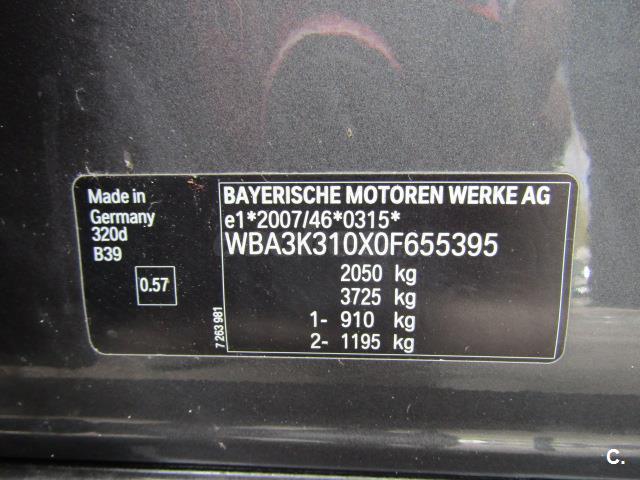 Made in
Germany
320d
B39
0.57
7 263 981
BAYERISCHE MOTOREN WERKE AG
e1*2007/46*0315*
WBA3K310X0F655395
2050 kg
3725 kg
1- 910 kg
2- 1195 kg
C.